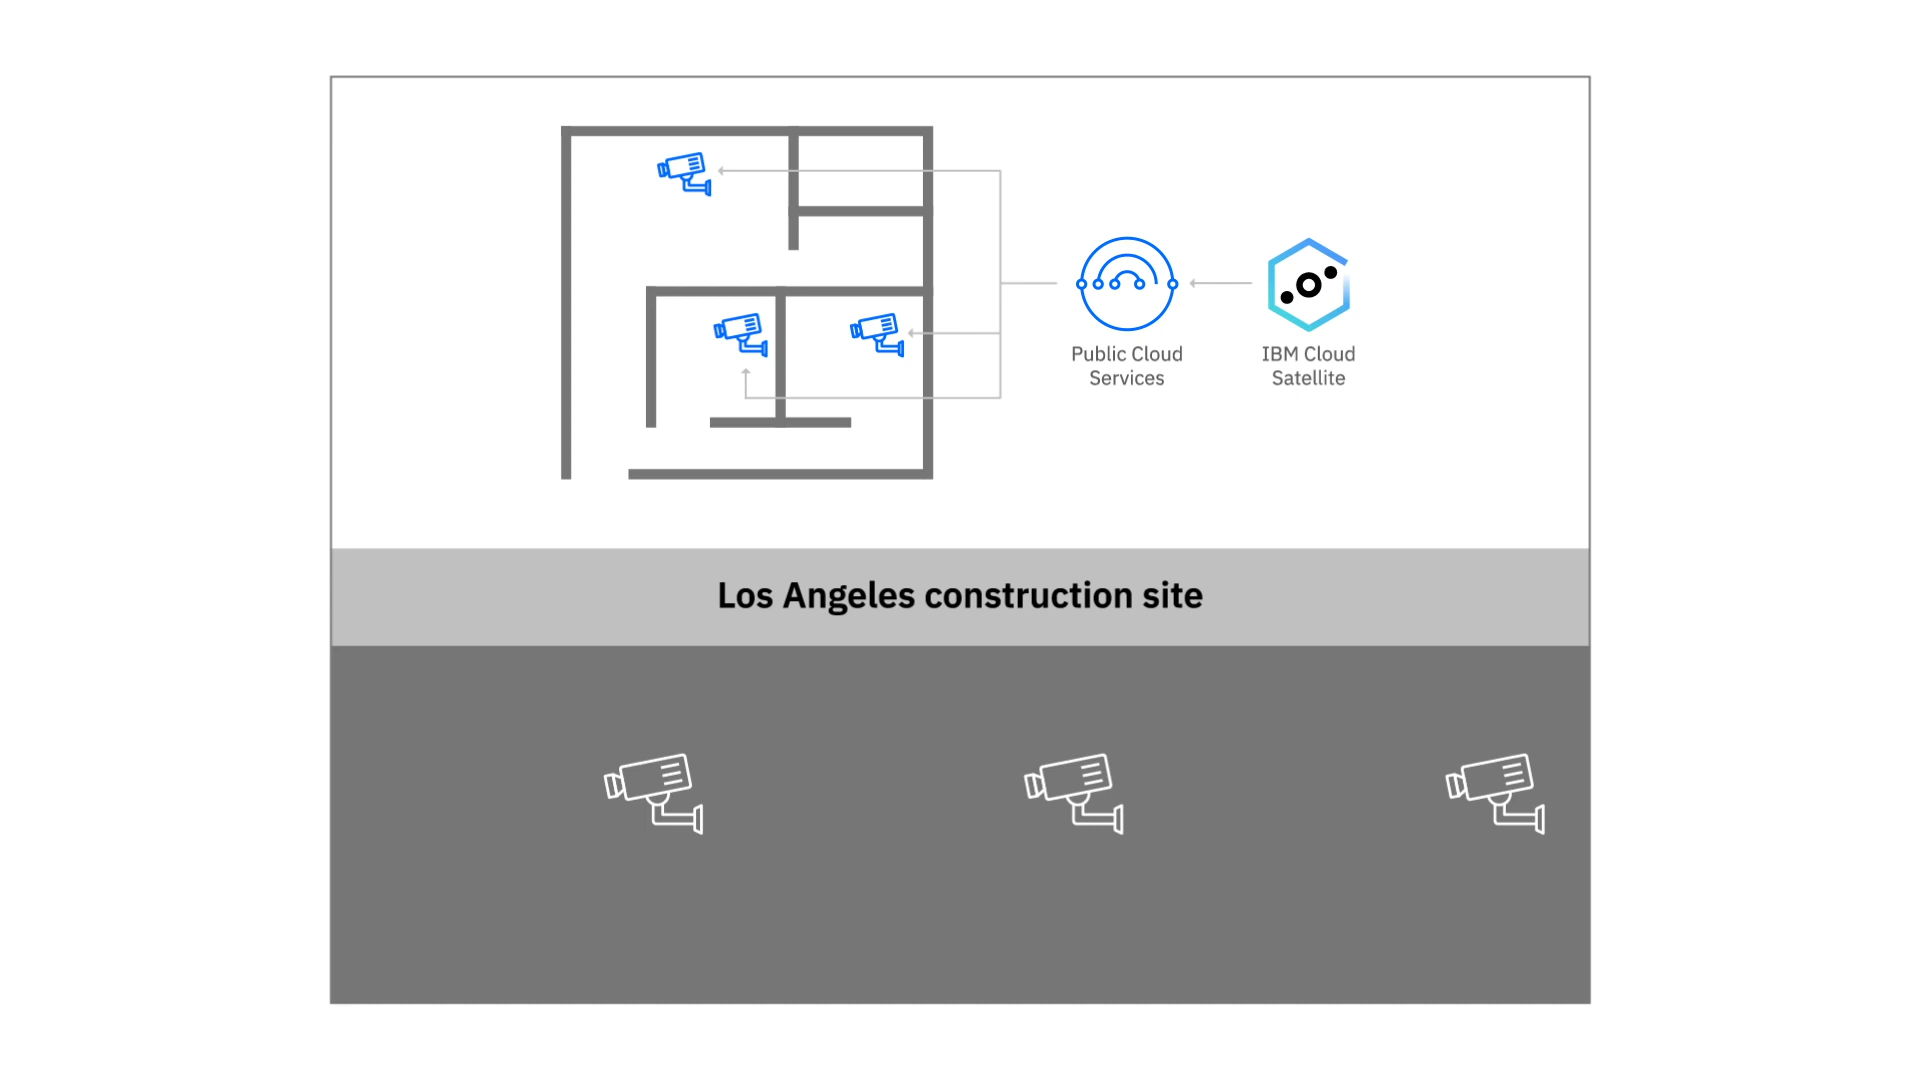 Public Cloud
Services
IBM Cloud
Satellite
Los Angeles construction site